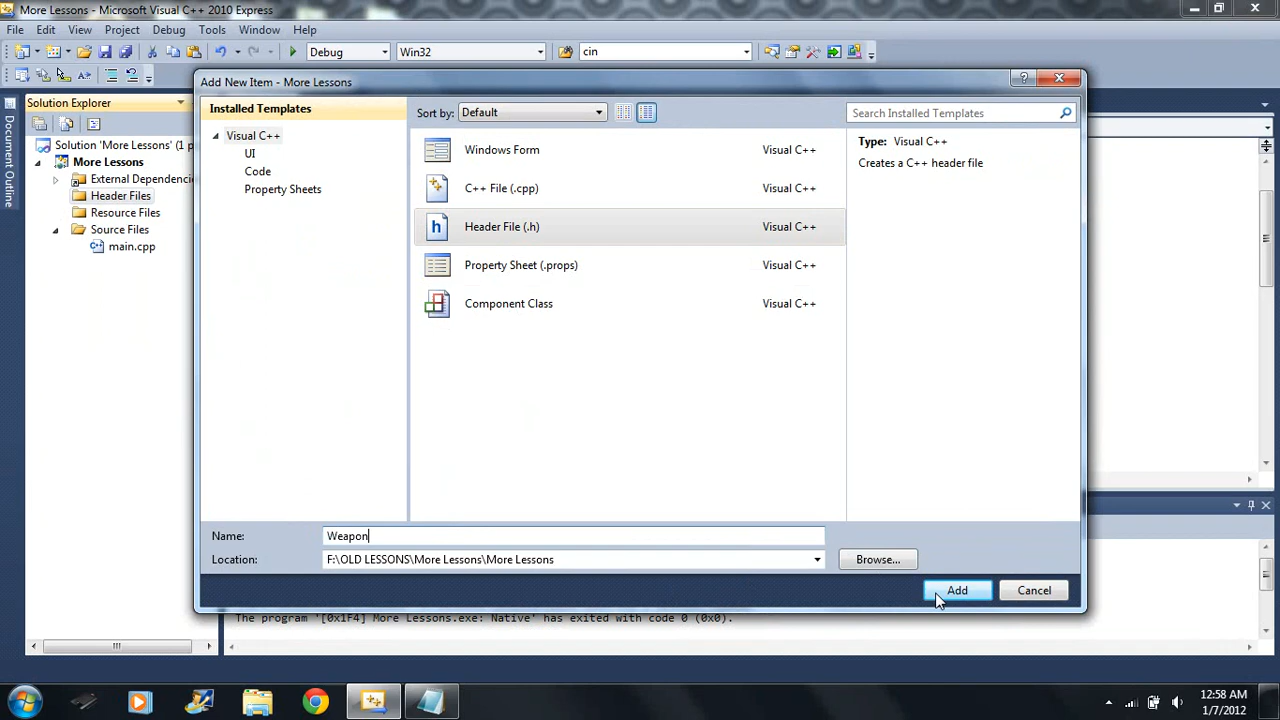 More Lessons - Microsoft Visual C++ 2010 Express
File Edit View Project Debug Tools Window Help
Debug Win32 cin
Add New Item - More Lessons
Solution Explorer
Document Outline
Solution 'More Lessons' (1 p
More Lessons
External Dependencie
Header Files
Resource Files
Source Files
main.cpp
Installed Templates
Visual C++
UI
Code
Property Sheets
Sort by: Default
Search Installed Templates
Windows Form Visual C++
C++ File (.cpp) Visual C++
Header File (.h) Visual C++
Property Sheet (.props) Visual C++
Component Class Visual C++
Type: Visual C++
Creates a C++ header file
Name: Weapon
Location: F:\OLD LESSONS\More Lessons\More Lessons
Browse...
Add Cancel
The program '[0x1F4] More Lessons.exe: Native' has exited with code 0 (0x0).
12:58 AM
1/7/2012